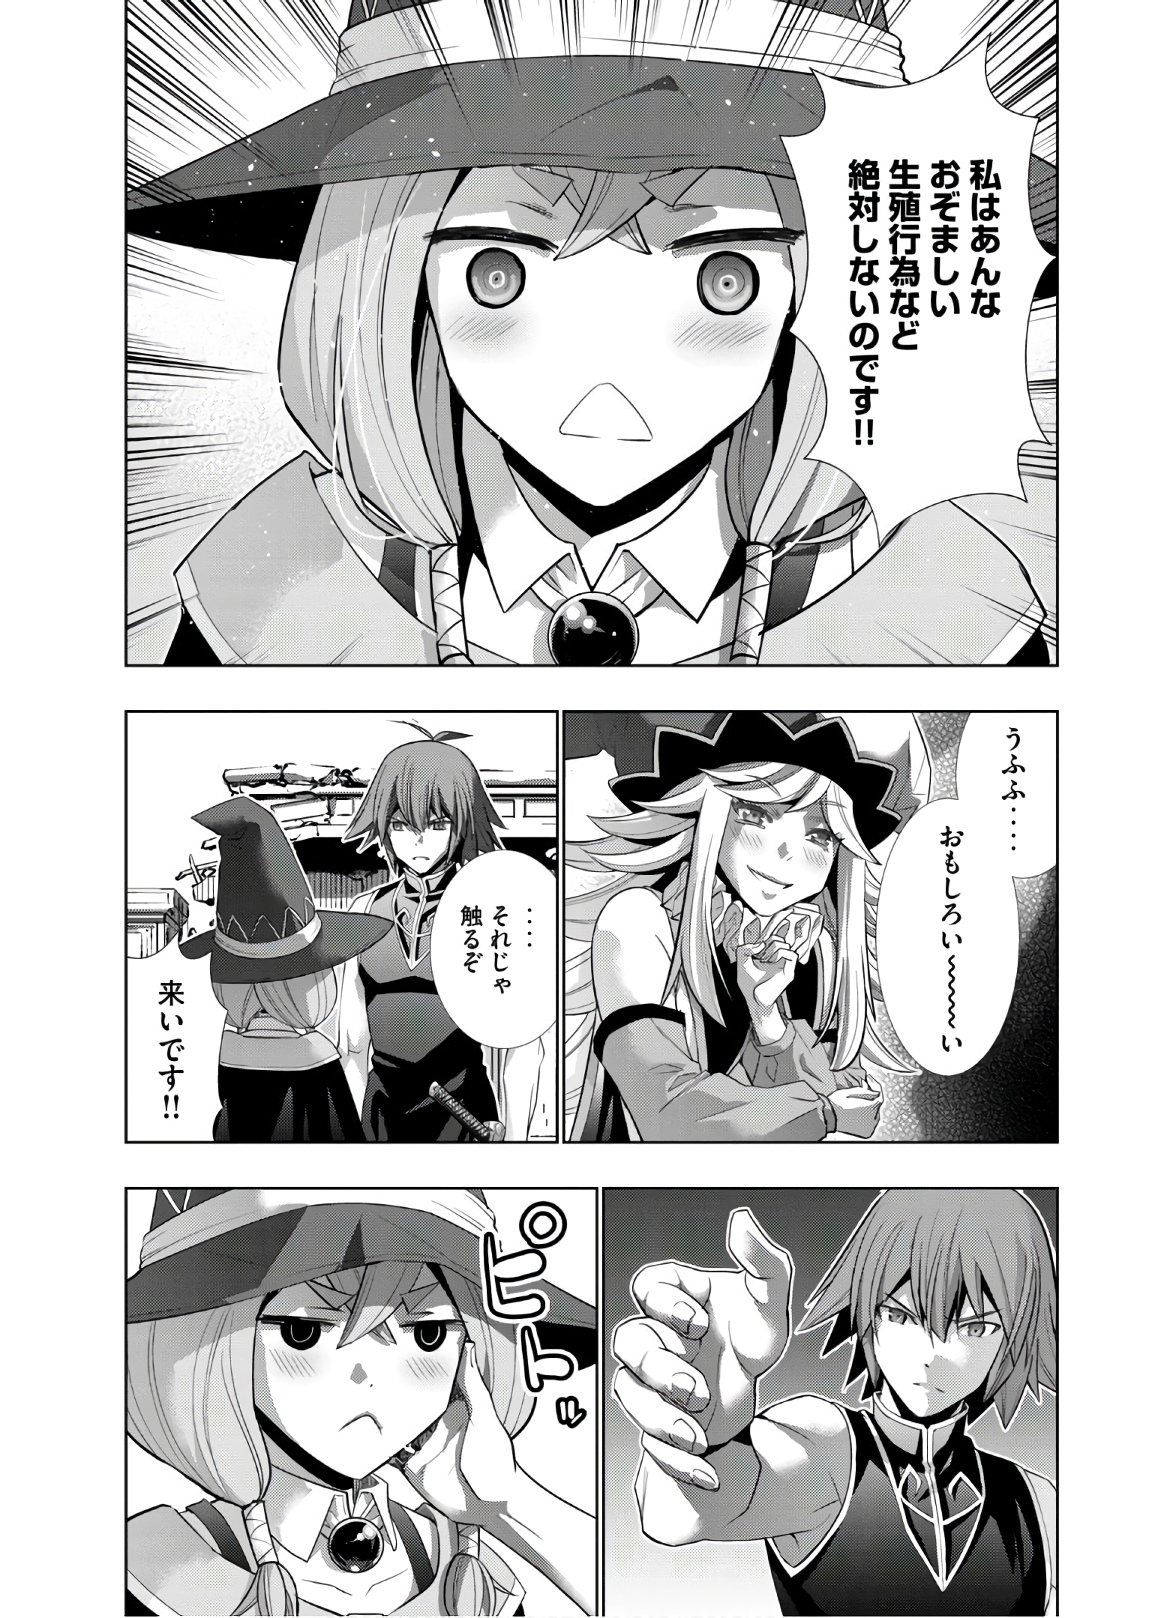 私はあんな
おぞましい
生殖行為など
絶対しないのです!!
うふふ‥‥
おもしろい〜〜〜〜い
‥‥
それじゃ
触るぞ
来いです!!
ピトッ